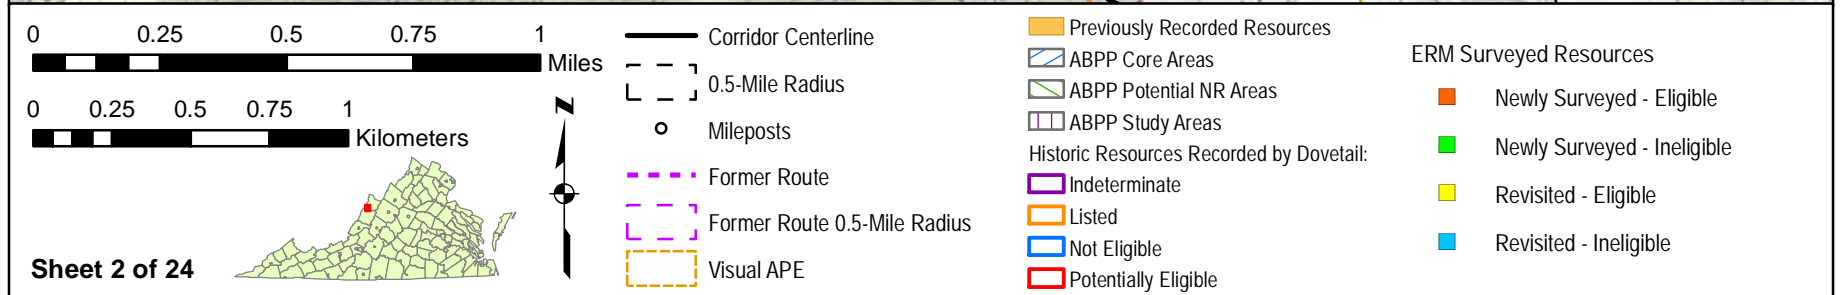 0 0.25 0.5 0.75 1
Miles
0 0.25 0.5 0.75 1
Kilometers
Sheet 2 of 24
N
Corridor Centerline
0.5-Mile Radius
Mileposts
Former Route
Former Route 0.5-Mile Radius
Visual APE
Previously Recorded Resources
ABPP Core Areas
ABPP Potential NR Areas
ABPP Study Areas
Historic Resources Recorded by Dovetail:
Indeterminate
Listed
Not Eligible
Potentially Eligible
ERM Surveyed Resources
Newly Surveyed - Eligible
Newly Surveyed - Ineligible
Revisited - Eligible
Revisited - Ineligible